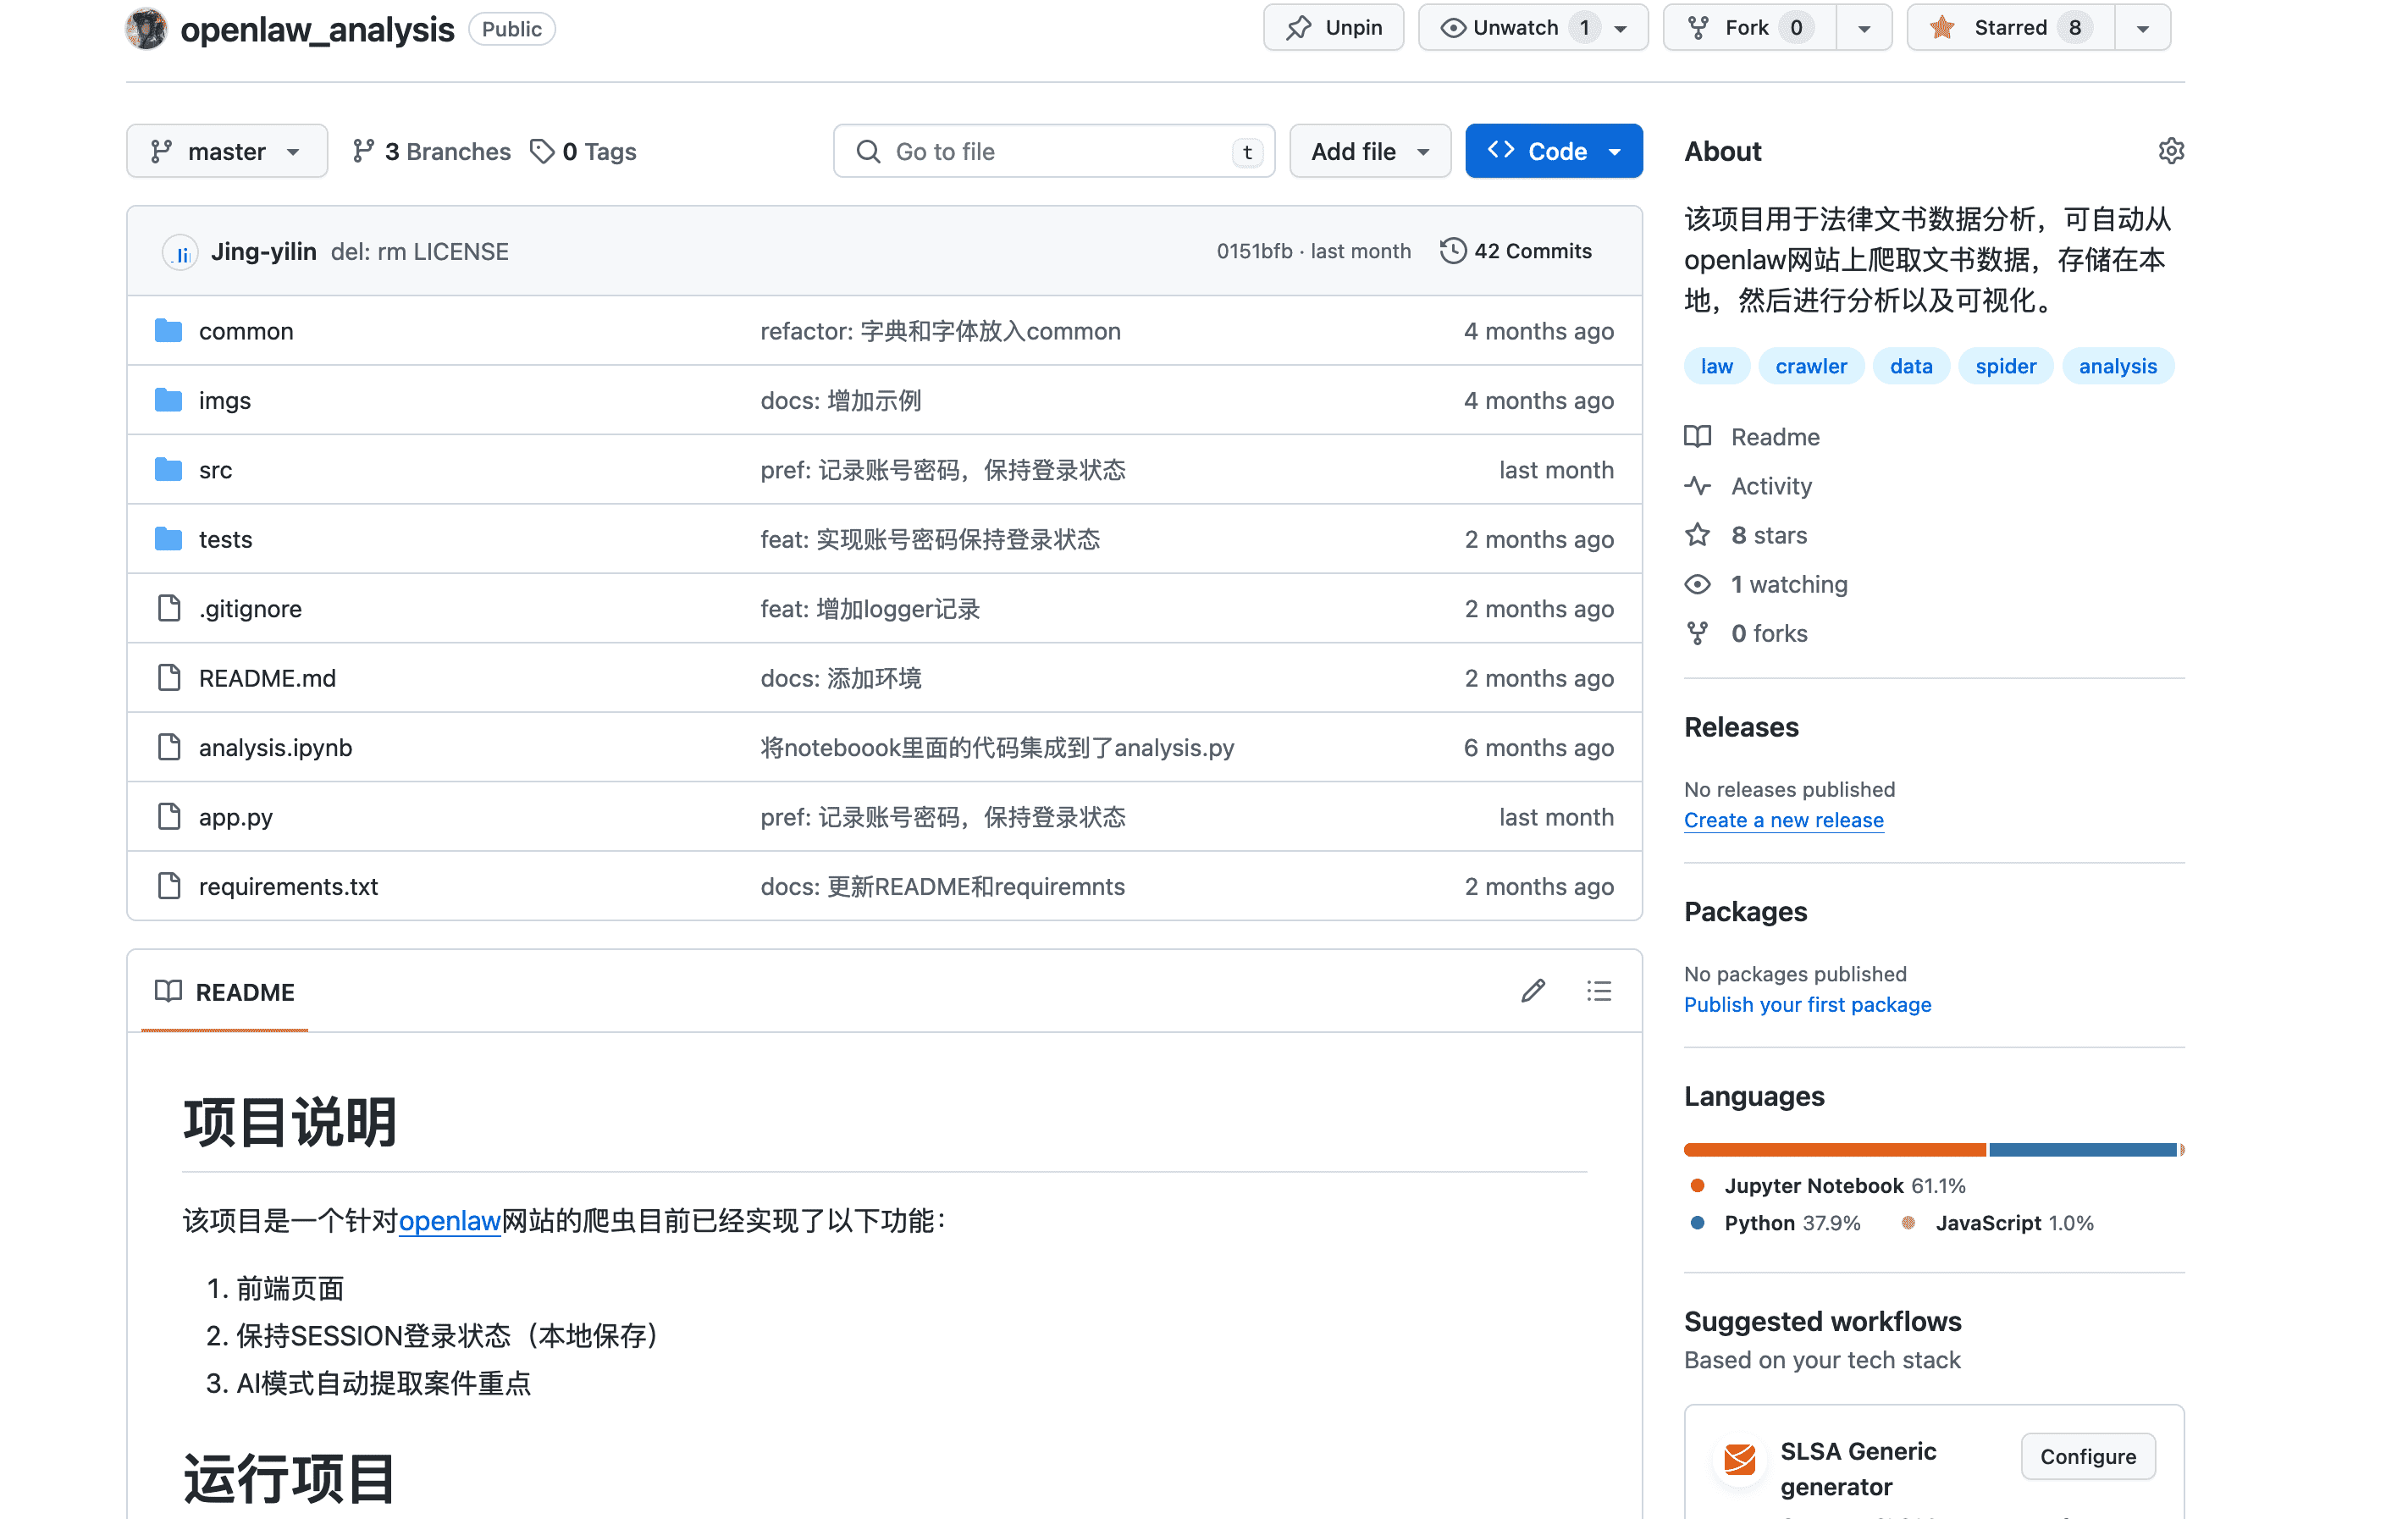 openlaw_analysis Public Unpin Unwatch 1 Fork 0 Starred 8
master 3 Branches 0 Tags Go to file t Add file Code
Jing-yilin del: rm LICENSE 0151bfb · last month 42 Commits
common refactor: 字典和字体放入common 4 months ago
imgs docs: 增加示例 4 months ago
src pref: 记录账号密码，保持登录状态 last month
tests feat: 实现账号密码保持登录状态 2 months ago
.gitignore feat: 增加logger记录 2 months ago
README.md docs: 添加环境 2 months ago
analysis.ipynb 将noteboook里面的代码集成到了analysis.py 6 months ago
app.py pref: 记录账号密码，保持登录状态 last month
requirements.txt docs: 更新README和requiremnts 2 months ago
README
项目说明
该项目是一个针对openlaw网站的爬虫目前已经实现了以下功能：
1. 前端页面
2. 保持SESSION登录状态（本地保存）
3. AI模式自动提取案件重点
运行项目
About
该项目用于法律文书数据分析，可自动从
openlaw网站上爬取文书数据，存储在本
地，然后进行分析以及可视化。
law crawler data spider analysis
Readme
Activity
8 stars
1 watching
0 forks
Releases
No releases published
Create a new release
Packages
No packages published
Publish your first package
Languages
Jupyter Notebook 61.1%
Python 37.9% JavaScript 1.0%
Suggested workflows
Based on your tech stack
SLSA Generic
generator
Configure